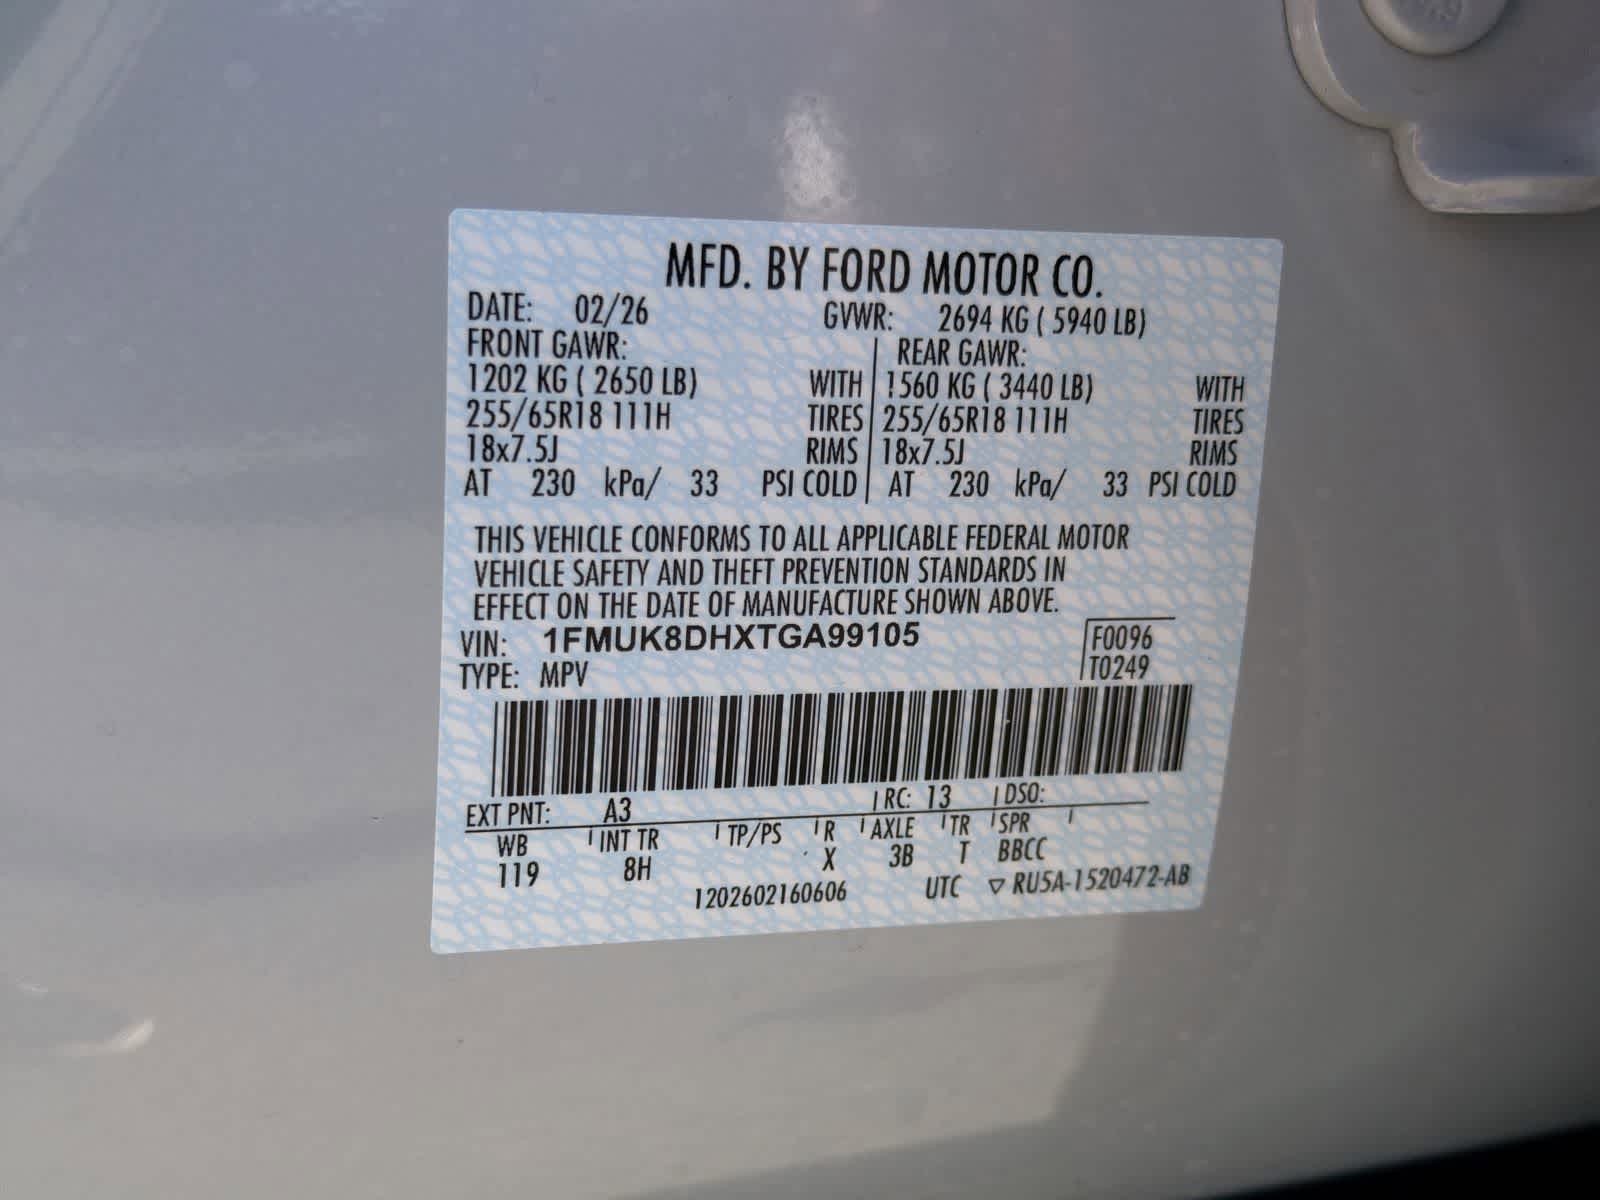 MFD. BY FORD MOTOR CO.
DATE: 02/26 GVWR: 2694 KG ( 5940 LB)
FRONT GAWR: REAR GAWR:
1202 KG ( 2650 LB) WITH 1560 KG ( 3440 LB) WITH
255/65R18 111H TIRES 255/65R18 111H TIRES
18x7.5J RIMS 18x7.5J RIMS
AT 230 kPa/ 33 PSI COLD AT 230 kPa/ 33 PSI COLD
THIS VEHICLE CONFORMS TO ALL APPLICABLE FEDERAL MOTOR
VEHICLE SAFETY AND THEFT PREVENTION STANDARDS IN
EFFECT ON THE DATE OF MANUFACTURE SHOWN ABOVE.
VIN: 1FMUK8DHXTGA99105 F0096
TYPE: MPV T0249
EXT PNT: A3 RC: 13 DSO:
WB INT TR TP/PS R AXLE TR SPR
119 8H X 3B T BBCC
1202602160606 UTC ▽ RU5A-1520472-AB